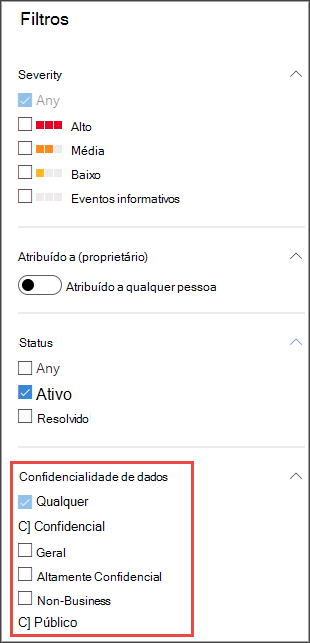 Filtros
Severity
Any
Alto
Média
Baixo
Eventos informativos
Atribuído a (proprietário)
Atribuído a qualquer pessoa
Status
Any
Ativo
Resolvido
Confidencialidade de dados
Qualquer
C] Confidencial
Geral
Altamente Confidencial
Non-Business
C] Público